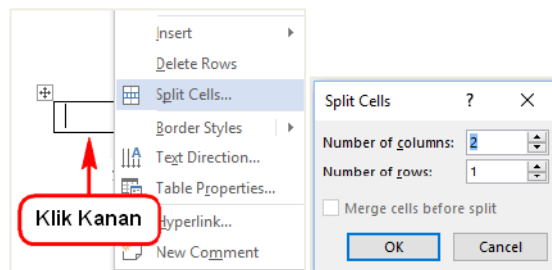 Insert
Delete Rows
Split Cells...
Border Styles
Text Direction...
Table Properties...
Hyperlink...
New Comment
Klik Kanan
Split Cells ? ×
Number of columns: 2
Number of rows: 1
Merge cells before split
OK Cancel